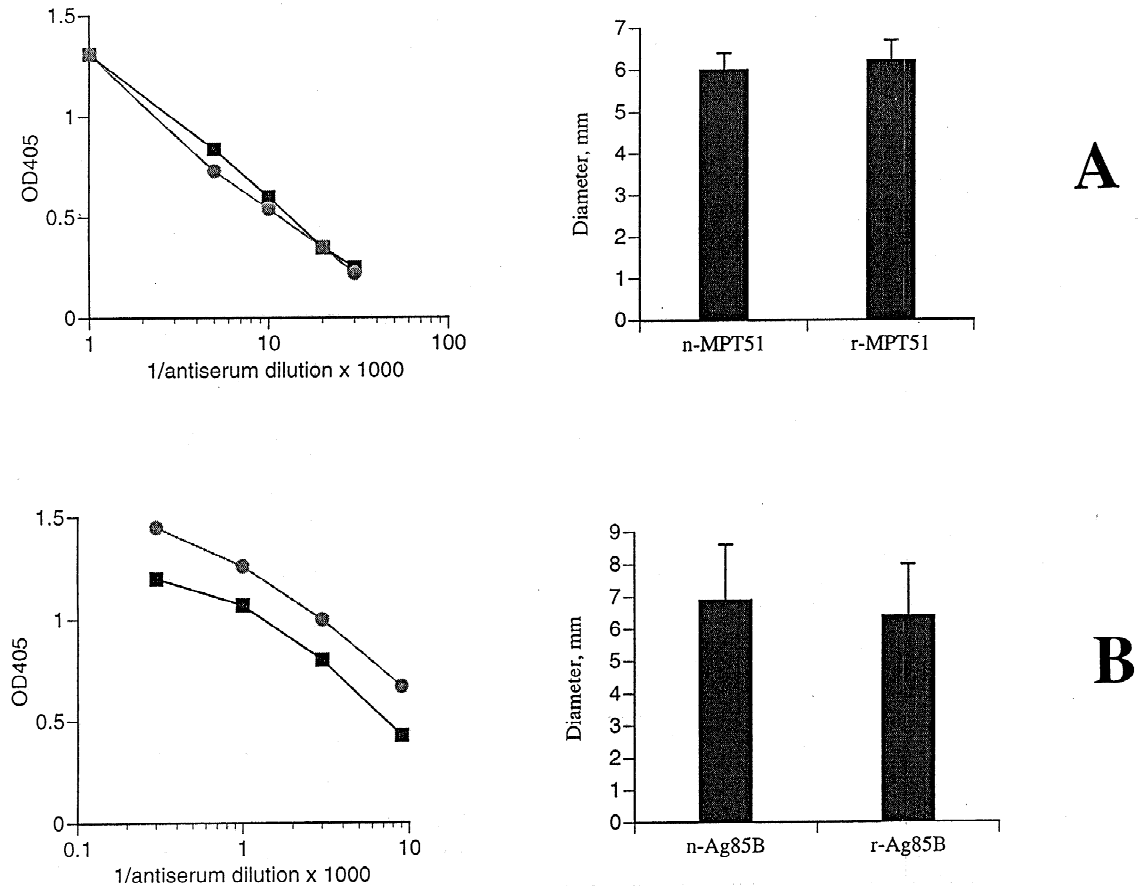 1.5
1
0.5
0
OD405
1
10
100
1/antiserum dilution x 1000
7
6
5
4
3
2
1
0
Diameter, mm
n-MPT51
r-MPT51
A
1.5
1
0.5
0
OD405
0.1
1
10
1/antiserum dilution x 1000
9
8
7
6
5
4
3
2
1
0
Diameter, mm
n-Ag85B
r-Ag85B
B